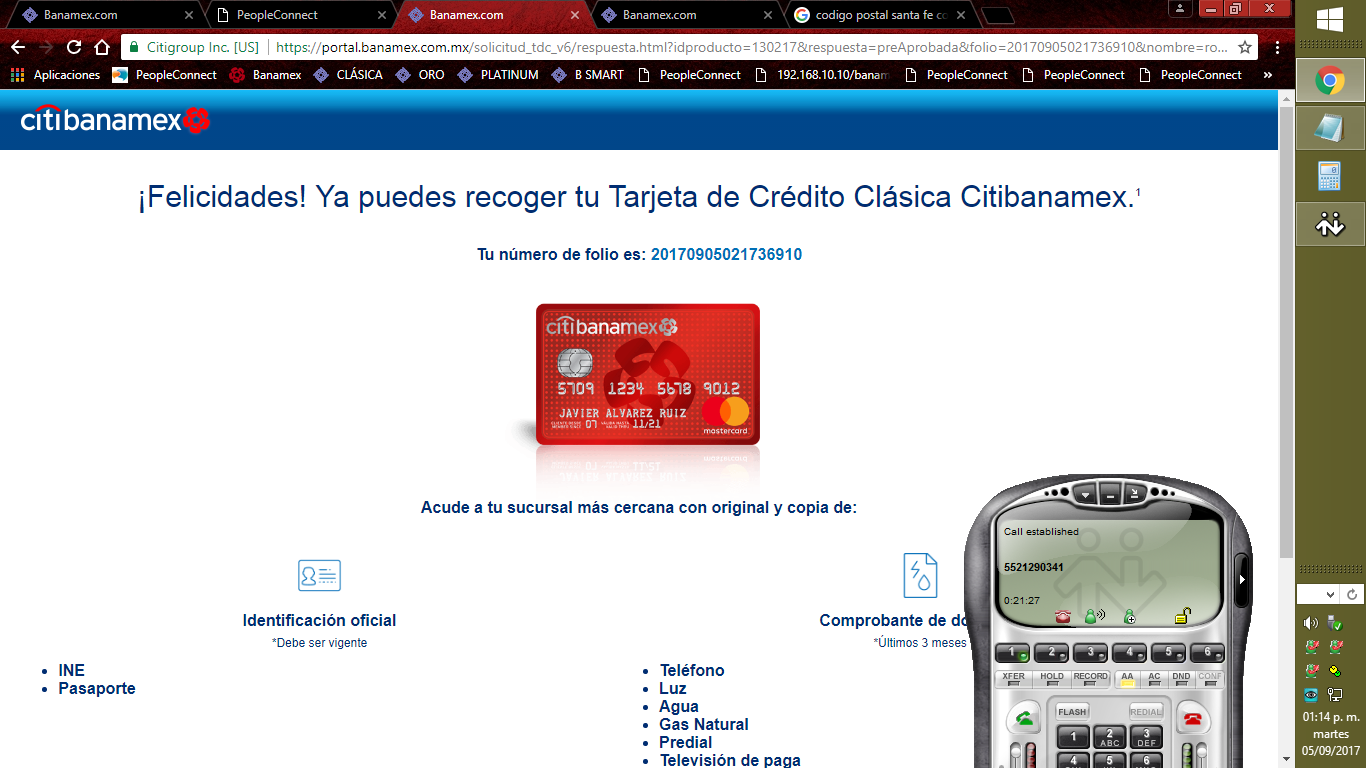 Banamex.com
PeopleConnect
Banamex.com
Banamex.com
codigo postal santa fe cc
Citigroup Inc. [US]
https://portal.banamex.com.mx/solicitud_tdc_v6/respuesta.html?idproducto=130217&respuesta=preAprobada&folio=20170905021736910&nombre=ro...
Aplicaciones
PeopleConnect
Banamex
CLÁSICA
ORO
PLATINUM
B SMART
PeopleConnect
192.168.10.10/banam
PeopleConnect
PeopleConnect
PeopleConnect
»
citibanamex
¡Felicidades! Ya puedes recoger tu Tarjeta de Crédito Clásica Citibanamex.1
Tu número de folio es: 20170905021736910
citibanamex
5709 1234 5678 9012
JAVIER ALVAREZ RUIZ
07 11/21
mastercard
Acude a tu sucursal más cercana con original y copia de:
Identificación oficial
*Debe ser vigente
• INE
• Pasaporte
Comprobante de do
*Últimos 3 meses
• Teléfono
• Luz
• Agua
• Gas Natural
• Predial
• Televisión de paga
Call established
5521290341
0:21:27
1 2 3 4 5 6
XFER HOLD RECORD AA AC DND CONF
FLASH REDIAL
1 2 ABC 3 DEF
4 5 6
01:14 p. m.
martes
05/09/2017